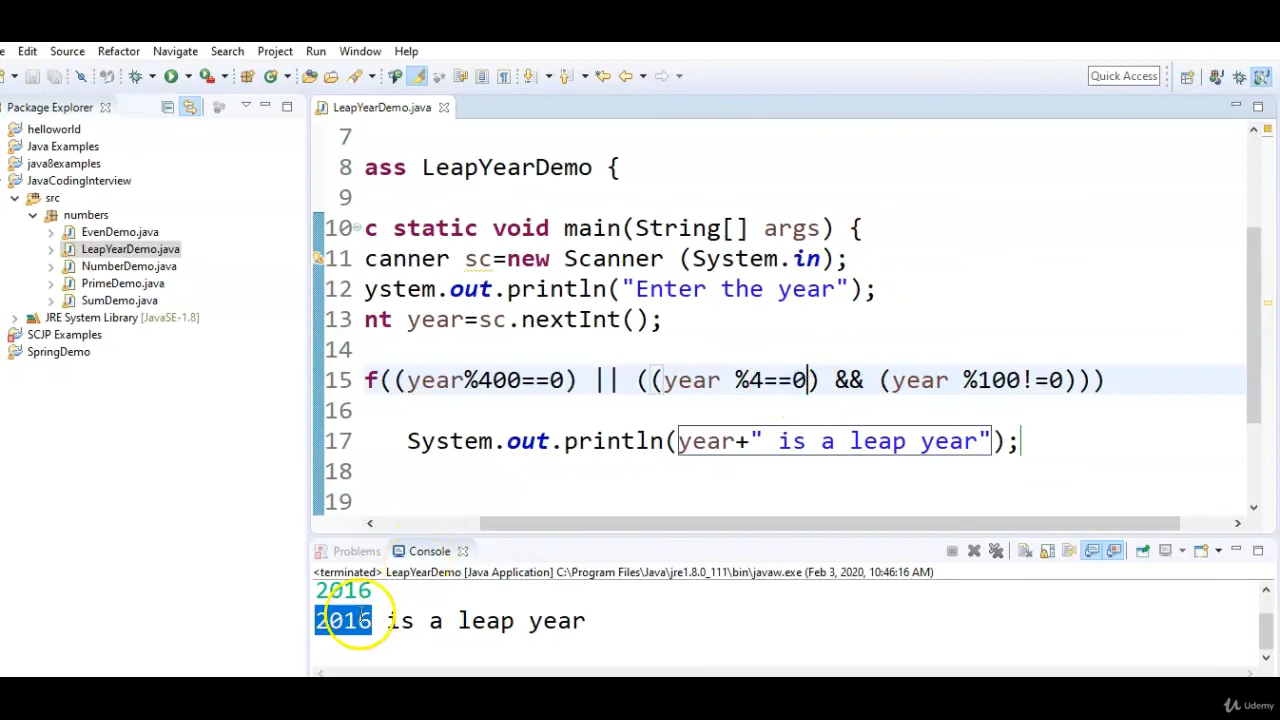 e Edit Source Refactor Navigate Search Project Run Window Help
Quick Access
Package Explorer
LeapYearDemo.java
helloworld
Java Examples
java8examples
JavaCodingInterview
src
numbers
EvenDemo.java
LeapYearDemo.java
NumberDemo.java
PrimeDemo.java
SumDemo.java
JRE System Library [JavaSE-1.8]
SCJP Examples
SpringDemo
7
8 ass LeapYearDemo {
9
10 c static void main(String[] args) {
11 canner sc=new Scanner (System.in);
12 ystem.out.println("Enter the year");
13 nt year=sc.nextInt();
14
15 f((year%400==0) || ((year %4==0) && (year %100!=0)))
16
17 System.out.println(year+" is a leap year");
18
19
Problems Console
<terminated> LeapYearDemo [Java Application] C:\Program Files\Java\jre1.8.0_111\bin\javaw.exe (Feb 3, 2020, 10:46:16 AM)
2016
2016 is a leap year
Udemy